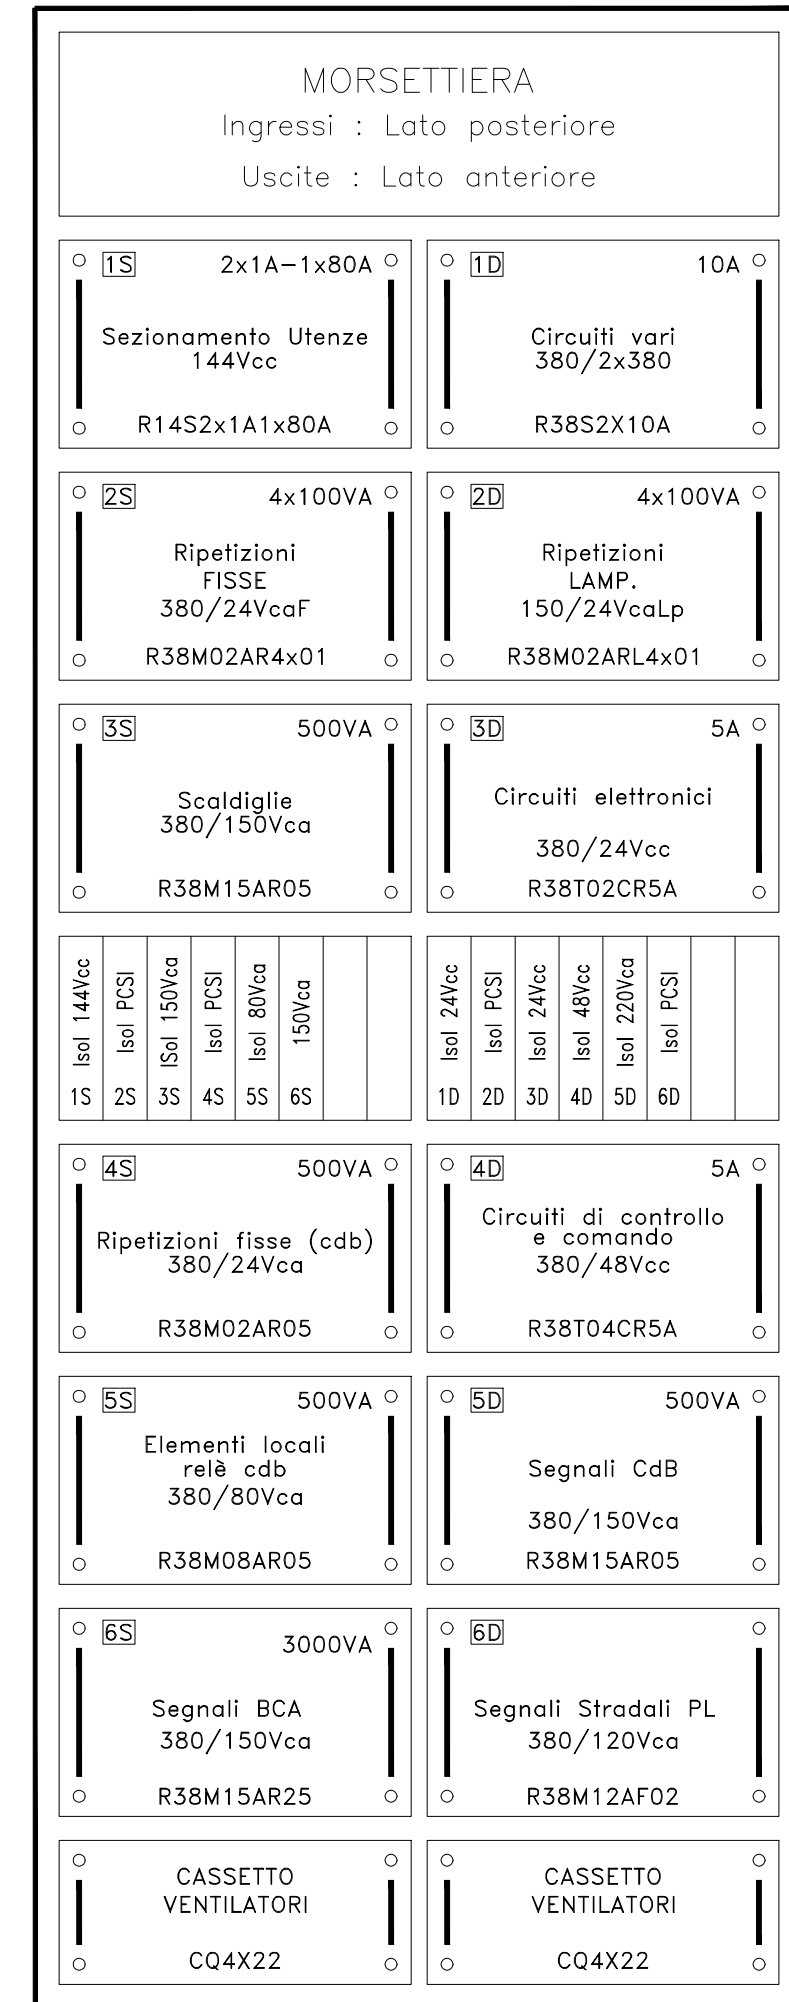 MORSETTIERA
Ingressi : Lato posteriore
Uscite : Lato anteriore
1S 2x1A-1x80A
Sezionamento Utenze
144Vcc
R14S2x1A1x80A
1D 10A
Circuiti vari
380/2x380
R38S2X10A
2S 4x100VA
Ripetizioni
FISSE
380/24VcaF
R38M02AR4x01
2D 4x100VA
Ripetizioni
LAMP.
150/24VcaLp
R38M02ARL4x01
3S 500VA
Scaldiglie
380/150Vca
R38M15AR05
3D 5A
Circuiti elettronici
380/24Vcc
R38T02CR5A
1S Isol 144Vcc
2S Isol PCSI
3S ISol 150Vca
4S Isol PCSI
5S Isol 80Vca
6S 150Vca
1D Isol 24Vcc
2D Isol PCSI
3D Isol 24Vcc
4D Isol 48Vcc
5D Isol 220Vca
6D Isol PCSI
4S 500VA
Ripetizioni fisse (cdb)
380/24Vca
R38M02AR05
4D 5A
Circuiti di controllo
e comando
380/48Vcc
R38T04CR5A
5S 500VA
Elementi locali
relè cdb
380/80Vca
R38M08AR05
5D 500VA
Segnali CdB
380/150Vca
R38M15AR05
6S 3000VA
Segnali BCA
380/150Vca
R38M15AR25
6D
Segnali Stradali PL
380/120Vca
R38M12AF02
CASSETTO
VENTILATORI
CQ4X22
CASSETTO
VENTILATORI
CQ4X22